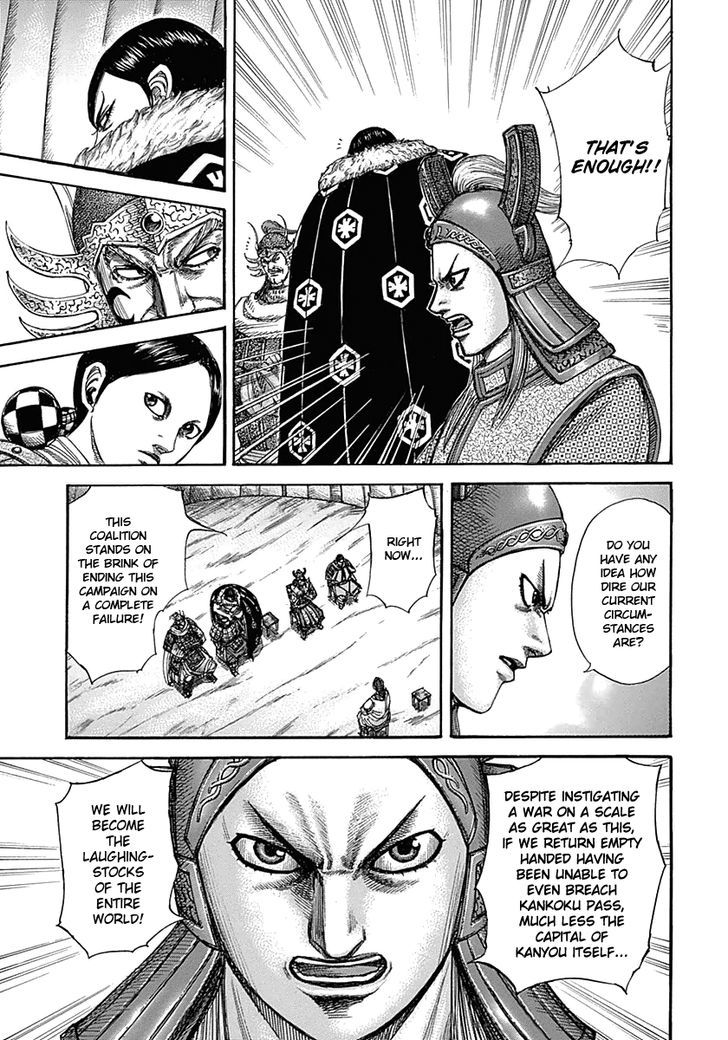 THAT'S
ENOUGH!!
DO YOU
HAVE ANY
IDEA HOW
DIRE OUR
CURRENT
CIRCUM-
STANCES
ARE?
RIGHT
NOW...
THIS
COALITION
STANDS ON
THE BRINK OF
ENDING THIS
CAMPAIGN
ON A
COMPLETE
FAILURE!
DESPITE INSTIGATING
A WAR ON A SCALE
AS GREAT AS THIS,
IF WE RETURN EMPTY
HANDED HAVING
BEEN UNABLE TO
EVEN BREACH
KANKOKU PASS,
MUCH LESS THE
CAPITAL OF
KANYOU ITSELF...
WE WILL
BECOME
THE
LAUGHING-
STOCKS
OF THE
ENTIRE
WORLD!